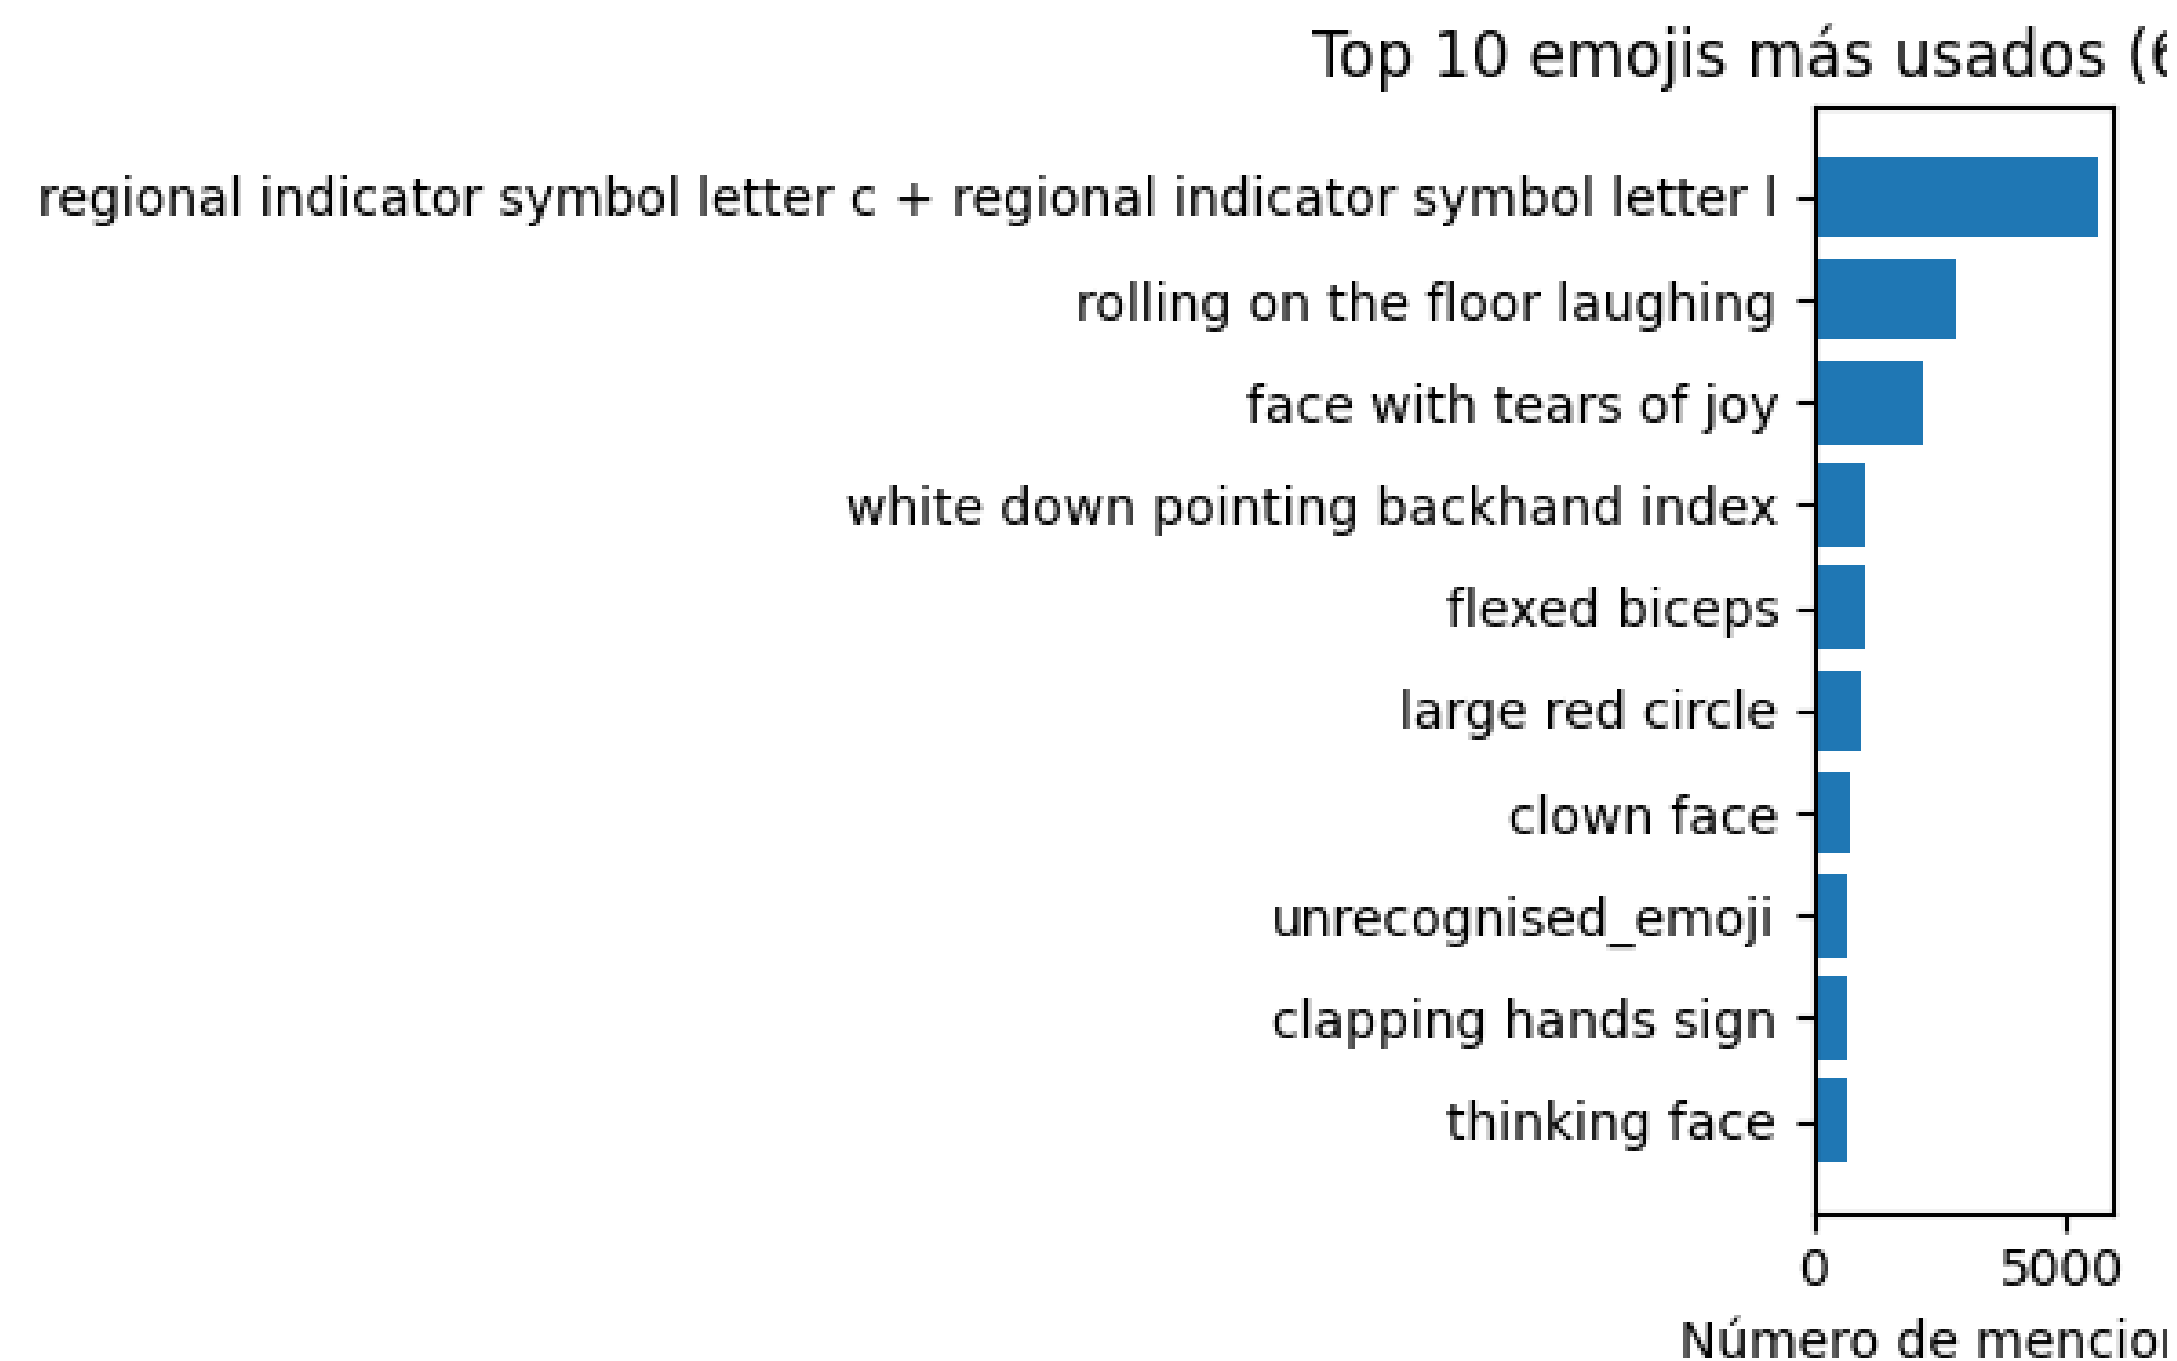 Top 10 emojis más usados (6
regional indicator symbol letter c + regional indicator symbol letter l
rolling on the floor laughing
face with tears of joy
white down pointing backhand index
flexed biceps
large red circle
clown face
unrecognised_emoji
clapping hands sign
thinking face
0 5000
Número de mencion